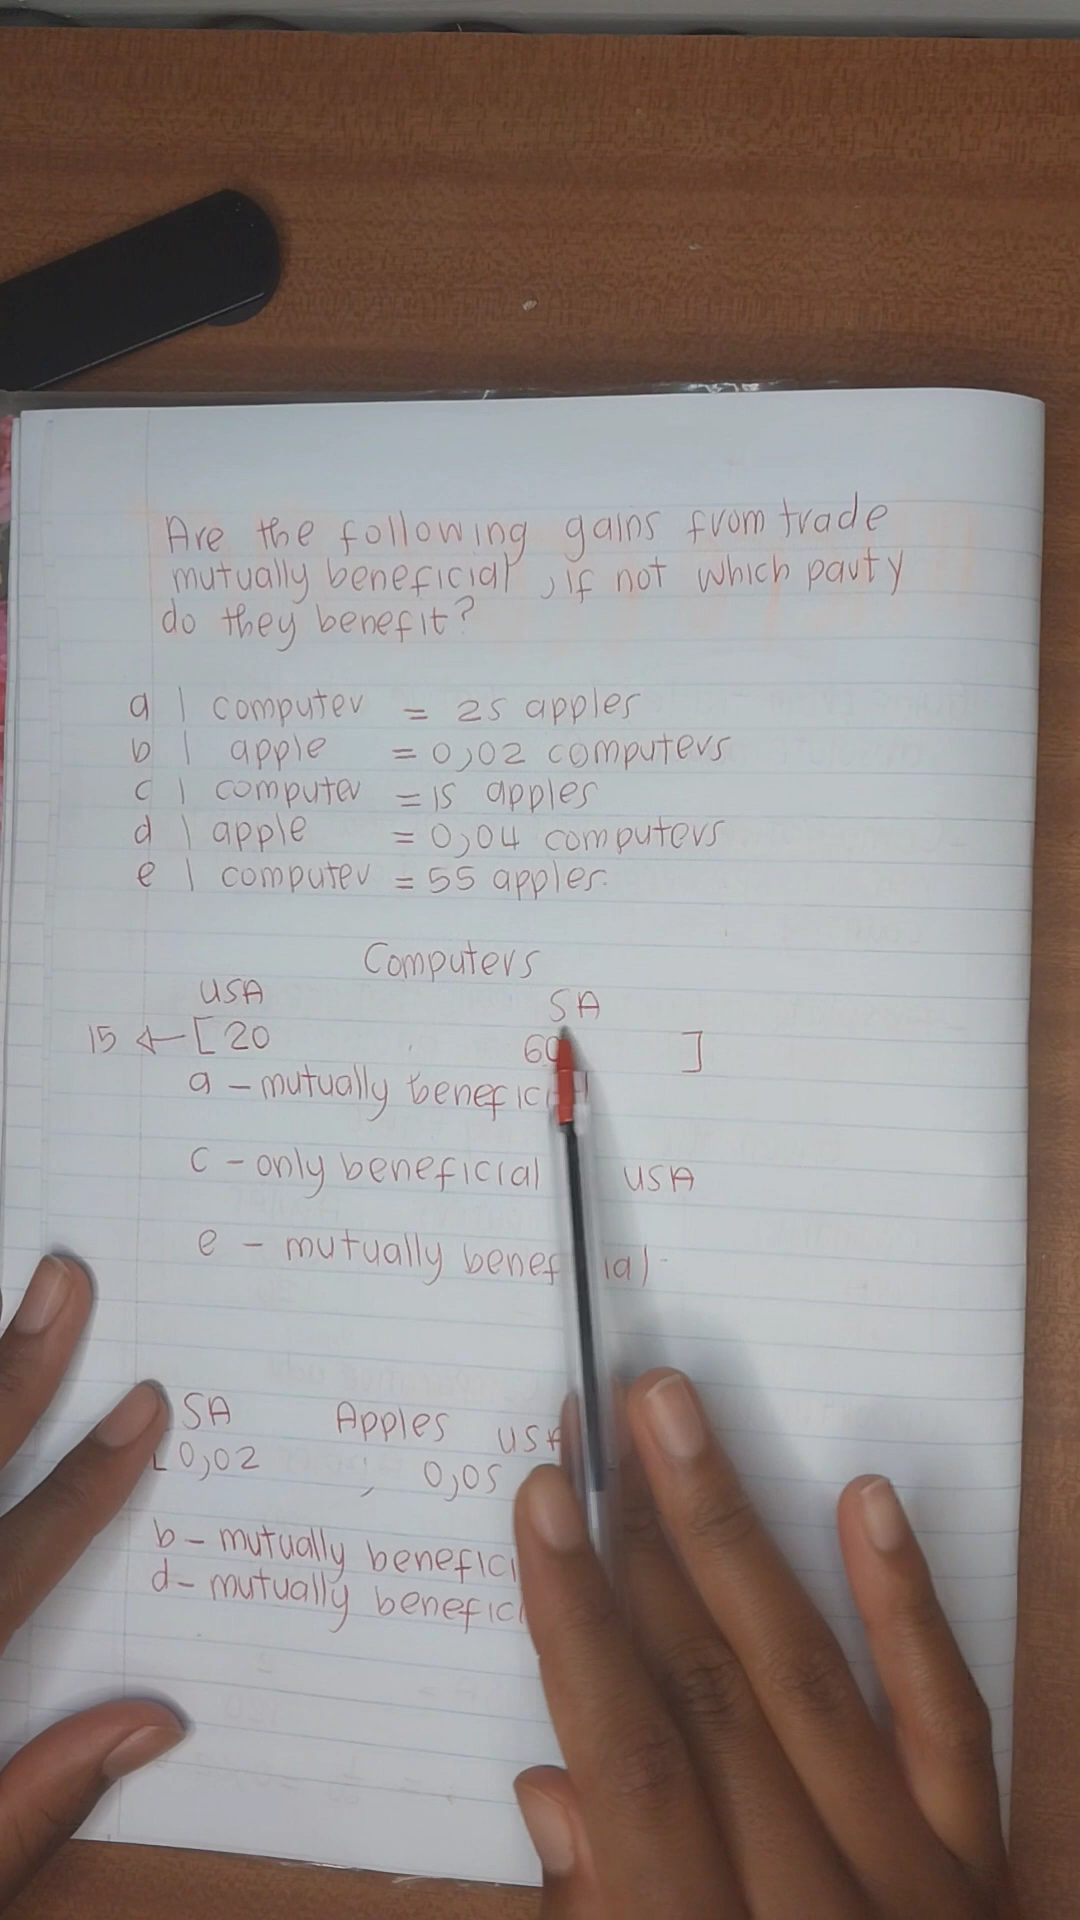 Are the following gains from trade
mutually beneficial, if not which party
do they benefit?
a 1 computer = 25 apples
b 1 apple = 0,02 computers
c 1 computer = 15 apples
d 1 apple = 0,04 computers
e 1 computer = 55 apples.
Computers
USA SA
15 ← [20 60 ]
a - mutually
c - only beneficial USA
e - mutually
SA Apples
[0,02 ; 0,05
b - mutually
d - mutually